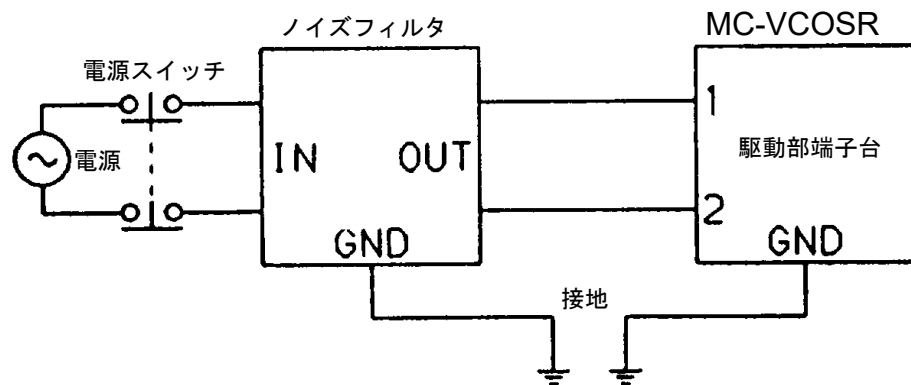 ノイズフィルタ
MC-VCOSR
電源スイッチ
電源
IN
OUT
GND
1
駆動部端子台
2
GND
接地